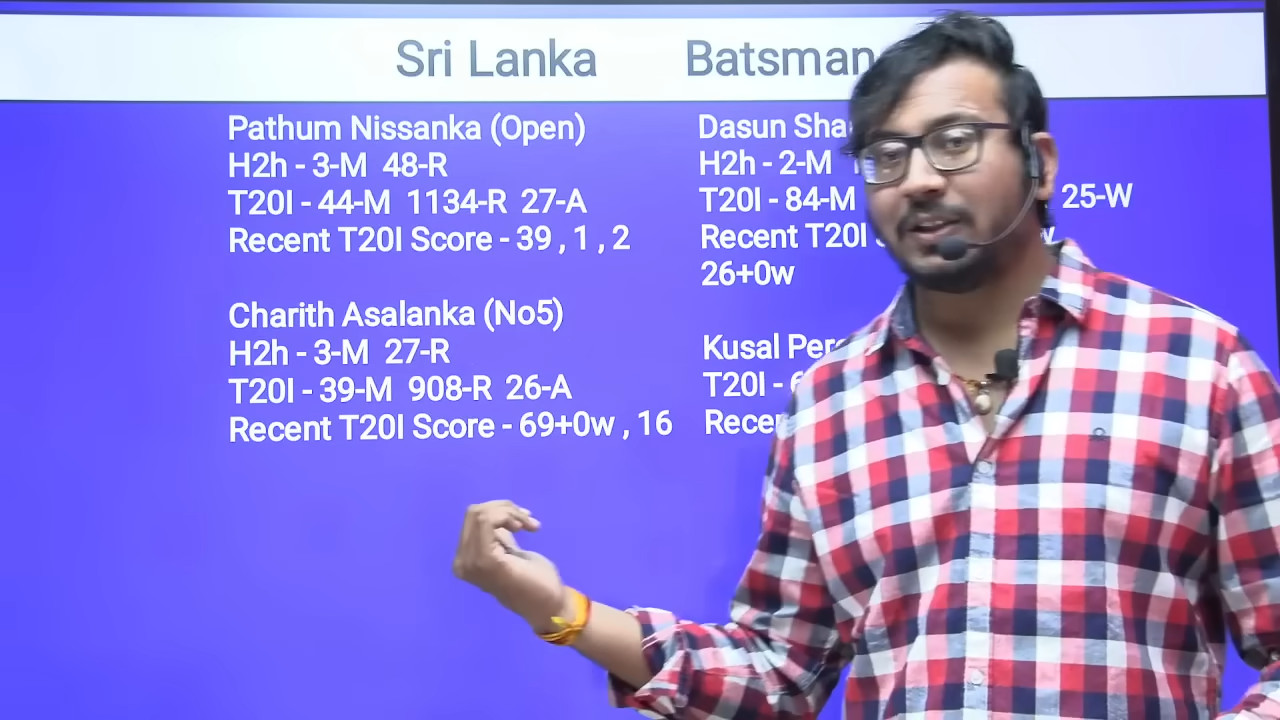 Sri Lanka Batsman
Pathum Nissanka (Open)
H2h - 3-M 48-R
T20I - 44-M 1134-R 27-A
Recent T20I Score - 39 , 1 , 2
Charith Asalanka (No5)
H2h - 3-M 27-R
T20I - 39-M 908-R 26-A
Recent T20I Score - 69+0w , 16
Dasun
H2h - 2-M
T20I - 84-M 25-W
Recent T20I
26+0w
Kusal
T20I -